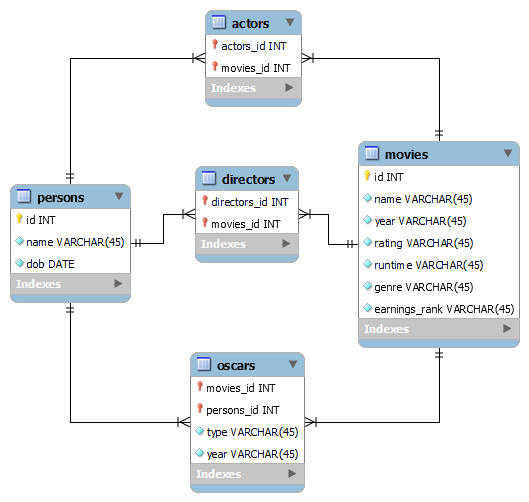 actors
actors_id INT
movies_id INT
Indexes
directors
directors_id INT
movies_id INT
Indexes
persons
id INT
name VARCHAR(45)
dob DATE
Indexes
movies
id INT
name VARCHAR(45)
year VARCHAR(45)
rating VARCHAR(45)
runtime VARCHAR(45)
genre VARCHAR(45)
earnings_rank VARCHAR(45)
Indexes
oscars
movies_id INT
persons_id INT
type VARCHAR(45)
year VARCHAR(45)
Indexes